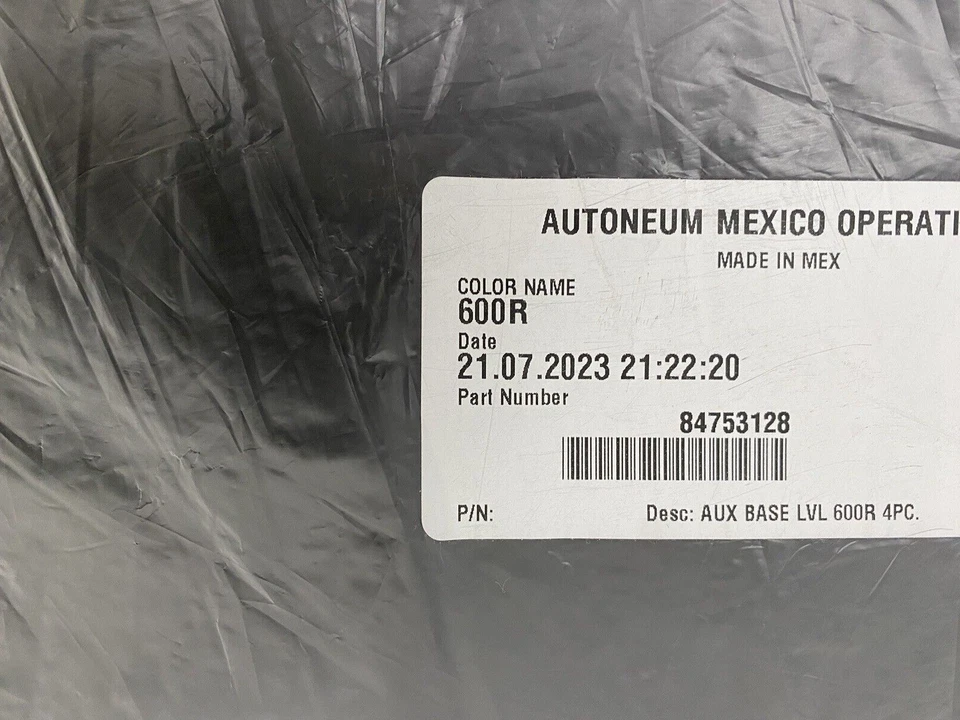 AUTONEUM MEXICO OPERATI
MADE IN MEX
COLOR NAME
600R
Date
21.07.2023 21:22:20
Part Number
84753128
P/N: Desc: AUX BASE LVL 600R 4PC.